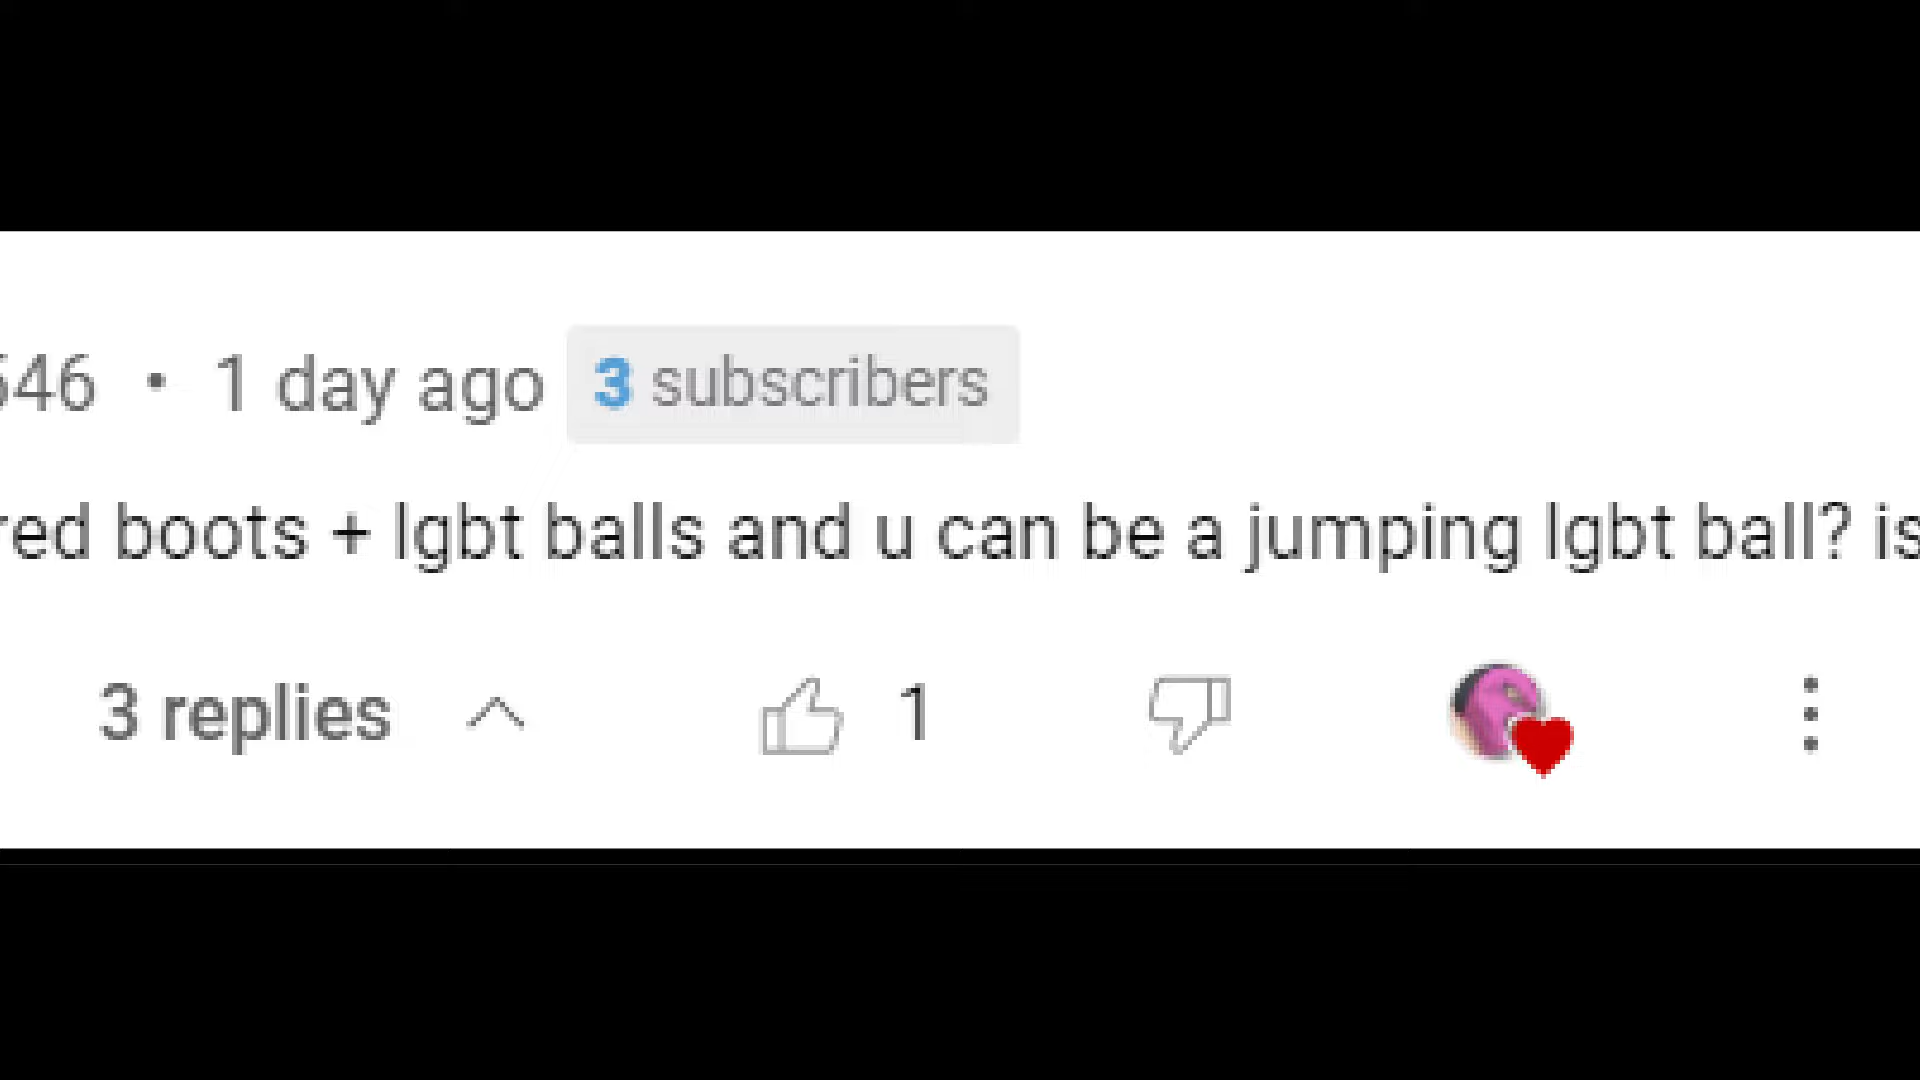 646 • 1 day ago 3 subscribers
red boots + lgbt balls and u can be a jumping lgbt ball? is
3 replies 1